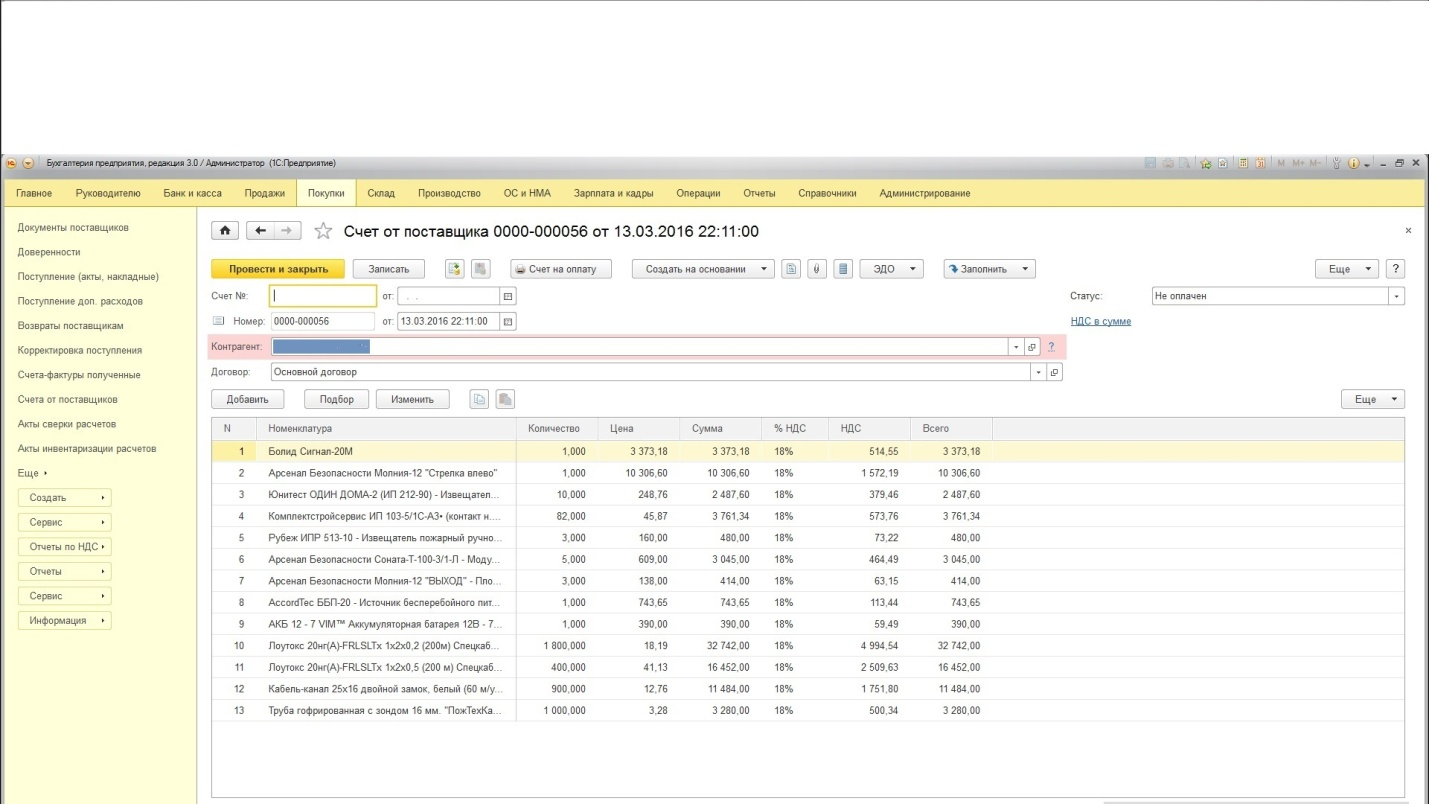 Бухгалтерия предприятия, редакция 3.0 / Администратор (1С:Предприятие) M M+ M-
Главное Руководителю Банк и касса Продажи Покупки Склад Производство ОС и НМА Зарплата и кадры Операции Отчеты Справочники Администрирование
Документы поставщиков
Доверенности
Поступление (акты, накладные)
Поступление доп. расходов
Возвраты поставщикам
Корректировка поступления
Счета-фактуры полученные
Счета от поставщиков
Акты сверки расчетов
Акты инвентаризации расчетов
Еще
Создать
Сервис
Отчеты по НДС
Отчеты
Сервис
Информация
Счет от поставщика 0000-000056 от 13.03.2016 22:11:00
Провести и закрыть Записать Счет на оплату Создать на основании ЭДО Заполнить Еще ?
Счет №: от: . . Статус: Не оплачен
Номер: 0000-000056 от: 13.03.2016 22:11:00 НДС в сумме
Контрагент: ?
Договор: Основной договор
Добавить Подбор Изменить Еще
N Номенклатура Количество Цена Сумма % НДС НДС Всего
1 Болид Сигнал-20М 1,000 3 373,18 3 373,18 18% 514,55 3 373,18
2 Арсенал Безопасности Молния-12 "Стрелка влево" 1,000 10 306,60 10 306,60 18% 1 572,19 10 306,60
3 Юнитест ОДИН ДОМА-2 (ИП 212-90) - Извещател... 10,000 248,76 2 487,60 18% 379,46 2 487,60
4 Комплектстройсервис ИП 103-5/1С-А3• (контакт н.... 82,000 45,87 3 761,34 18% 573,76 3 761,34
5 Рубеж ИПР 513-10 - Извещатель пожарный ручно... 3,000 160,00 480,00 18% 73,22 480,00
6 Арсенал Безопасности Соната-Т-100-3/1-Л - Моду... 5,000 609,00 3 045,00 18% 464,49 3 045,00
7 Арсенал Безопасности Молния-12 "ВЫХОД" - Пло... 3,000 138,00 414,00 18% 63,15 414,00
8 AccordTec ББП-20 - Источник бесперебойного пит... 1,000 743,65 743,65 18% 113,44 743,65
9 АКБ 12 - 7 VIM™ Аккумуляторная батарея 12В - 7... 1,000 390,00 390,00 18% 59,49 390,00
10 Лоутокс 20нг(А)-FRLSLTx 1х2х0,2 (200м) Спецкаб... 1 800,000 18,19 32 742,00 18% 4 994,54 32 742,00
11 Лоутокс 20нг(А)-FRLSLTx 1х2х0,5 (200 м) Спецкаб... 400,000 41,13 16 452,00 18% 2 509,63 16 452,00
12 Кабель-канал 25х16 двойной замок, белый (60 м/у... 900,000 12,76 11 484,00 18% 1 751,80 11 484,00
13 Труба гофрированная с зондом 16 мм. "ПожТехКа... 1 000,000 3,28 3 280,00 18% 500,34 3 280,00